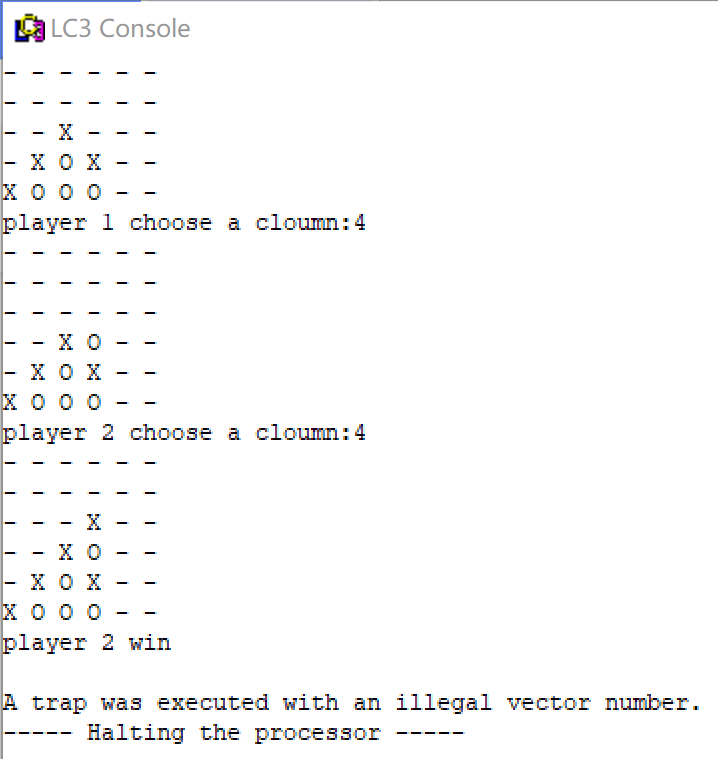 LC3 Console
- - - - - -
- - - - - -
- - X - - -
- X O X - -
X O O O - -
player 1 choose a cloumn:4
- - - - - -
- - - - - -
- - - - - -
- - X O - -
- X O X - -
X O O O - -
player 2 choose a cloumn:4
- - - - - -
- - - - - -
- - - X - -
- - X O - -
- X O X - -
X O O O - -
player 2 win
A trap was executed with an illegal vector number.
----- Halting the processor -----